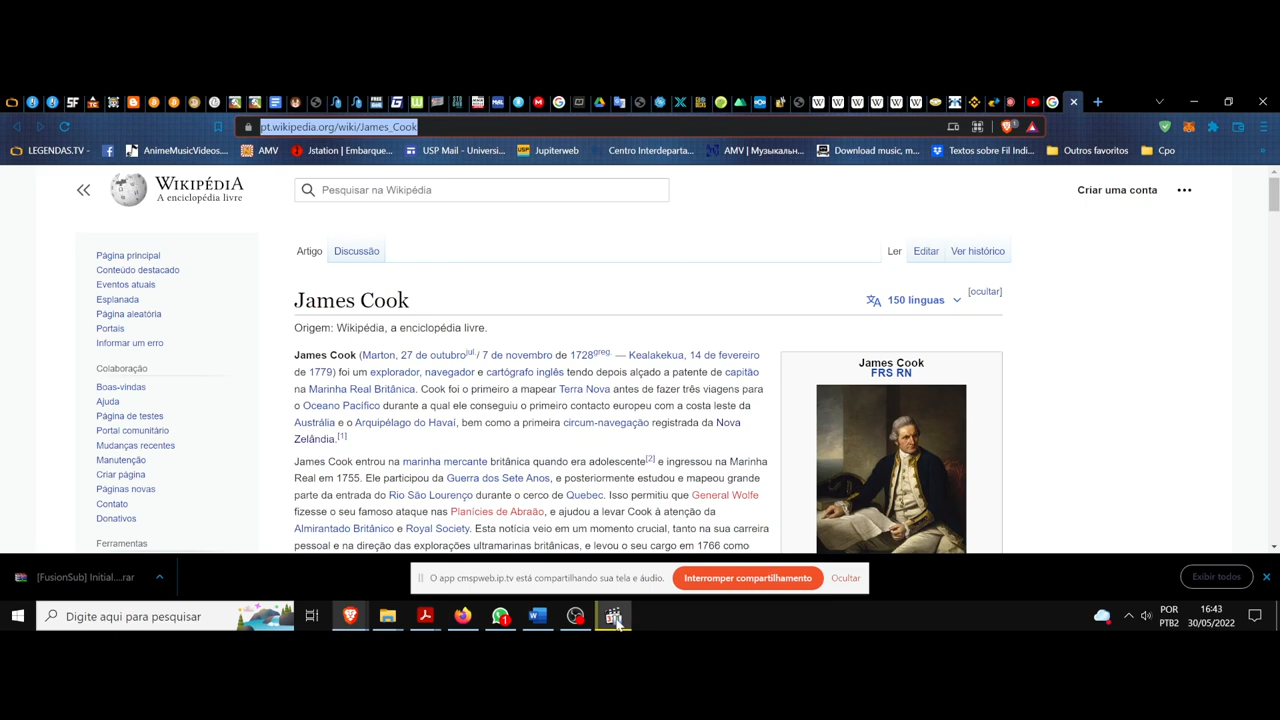 pt.wikipedia.org/wiki/James_Cook
1
LEGENDAS.TV - AnimeMusicVideos... AMV Jstation | Embarque... USP Mail - Universi... Jupiterweb Centro Interdeparta... AMV | Музыкальн... Download music, m... Textos sobre Fil Indi... Outros favoritos Cpo
WIKIPÉDIA
A enciclopédia livre
Pesquisar na Wikipédia
Criar uma conta
Artigo Discussão Ler Editar Ver histórico
Página principal
Conteúdo destacado
Eventos atuais
Esplanada
Página aleatória
Portais
Informar um erro
Colaboração
Boas-vindas
Ajuda
Página de testes
Portal comunitário
Mudanças recentes
Manutenção
Criar página
Páginas novas
Contato
Donativos
Ferramentas
James Cook
150 línguas
[ocultar]
Origem: Wikipédia, a enciclopédia livre.
James Cook (Marton, 27 de outubrojul./ 7 de novembro de 1728greg. — Kealakekua, 14 de fevereiro
de 1779) foi um explorador, navegador e cartógrafo inglês tendo depois alçado a patente de capitão
na Marinha Real Britânica. Cook foi o primeiro a mapear Terra Nova antes de fazer três viagens para
o Oceano Pacífico durante a qual ele conseguiu o primeiro contacto europeu com a costa leste da
Austrália e o Arquipélago do Havaí, bem como a primeira circum-navegação registrada da Nova
Zelândia.[1]
James Cook entrou na marinha mercante britânica quando era adolescente[2] e ingressou na Marinha
Real em 1755. Ele participou da Guerra dos Sete Anos, e posteriormente estudou e mapeou grande
parte da entrada do Rio São Lourenço durante o cerco de Quebec. Isso permitiu que General Wolfe
fizesse o seu famoso ataque nas Planícies de Abraão, e ajudou a levar Cook à atenção da
Almirantado Britânico e Royal Society. Esta notícia veio em um momento crucial, tanto na sua carreira
pessoal e na direção das explorações ultramarinas britânicas, e levou o seu cargo em 1766 como
James Cook
FRS RN
[FusionSub] Initial....rar
O app cmspweb.ip.tv está compartilhando sua tela e áudio. Interromper compartilhamento Ocultar
Exibir todos
Digite aqui para pesquisar
1
POR
PTB2
16:43
30/05/2022